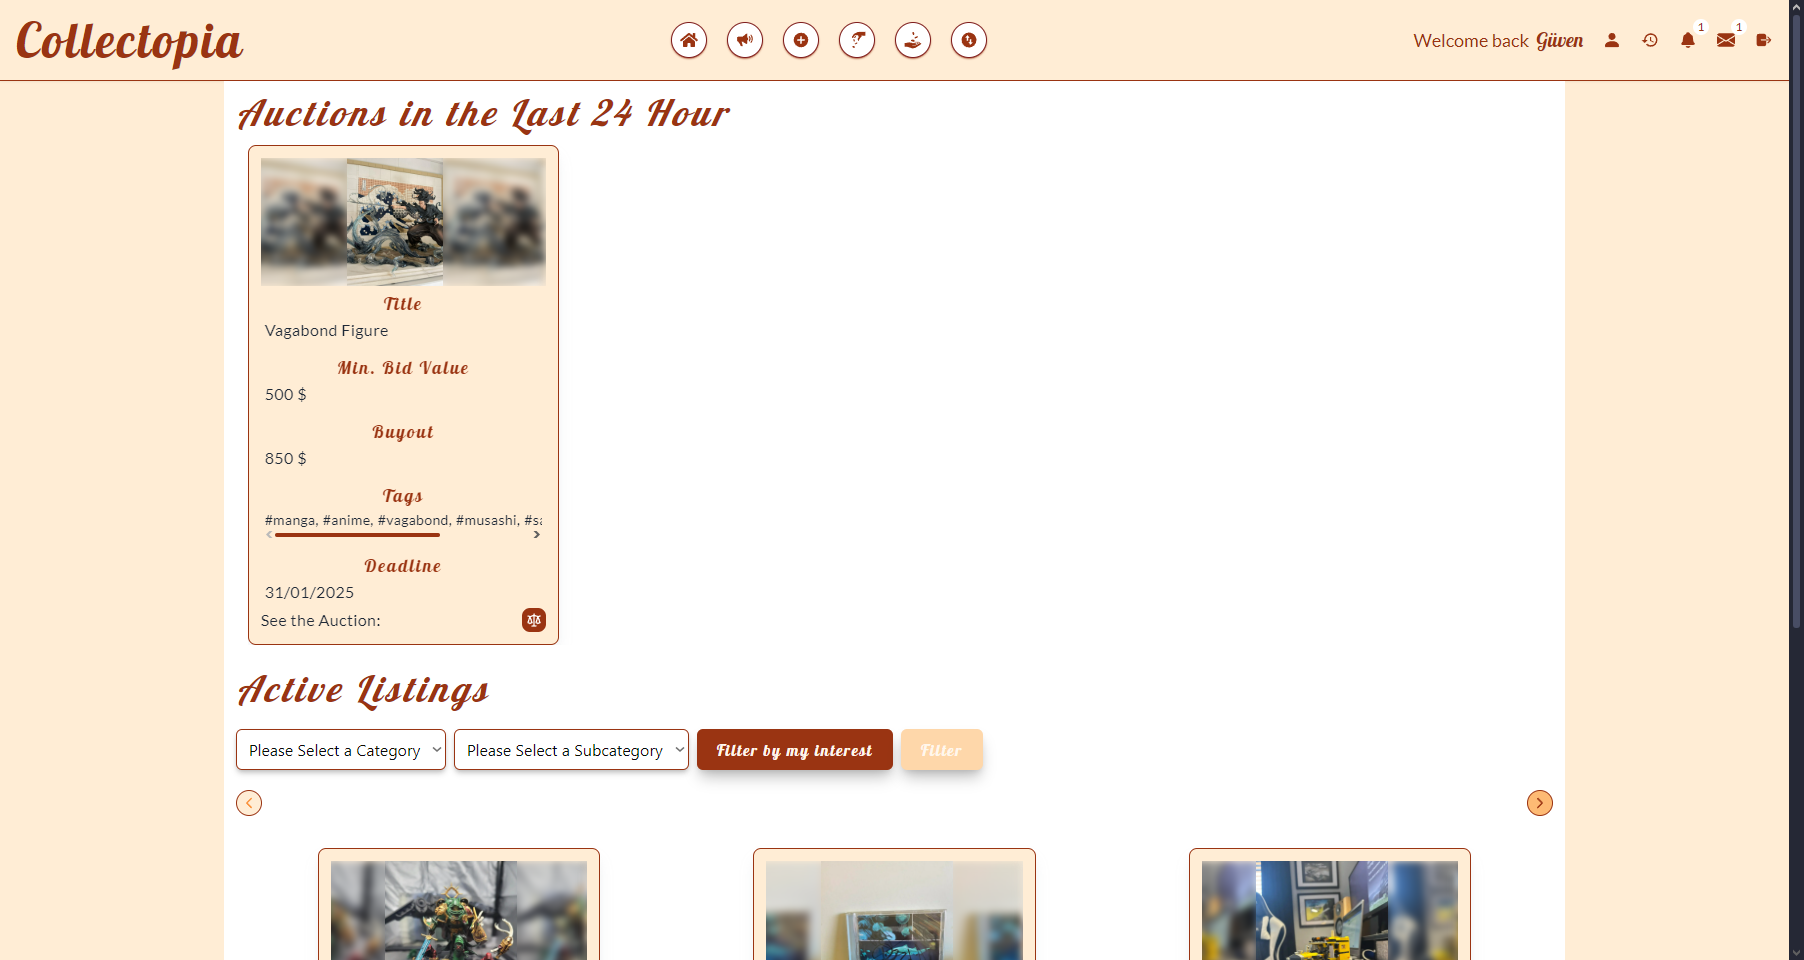 Collectopia
Welcome back Güven
1
1
Auctions in the Last 24 Hour
Title
Vagabond Figure
Min. Bid Value
500 $
Buyout
850 $
Tags
#manga, #anime, #vagabond, #musashi, #sa
Deadline
31/01/2025
See the Auction:
Active Listings
Please Select a Category
Please Select a Subcategory
Filter by my interest
Filter